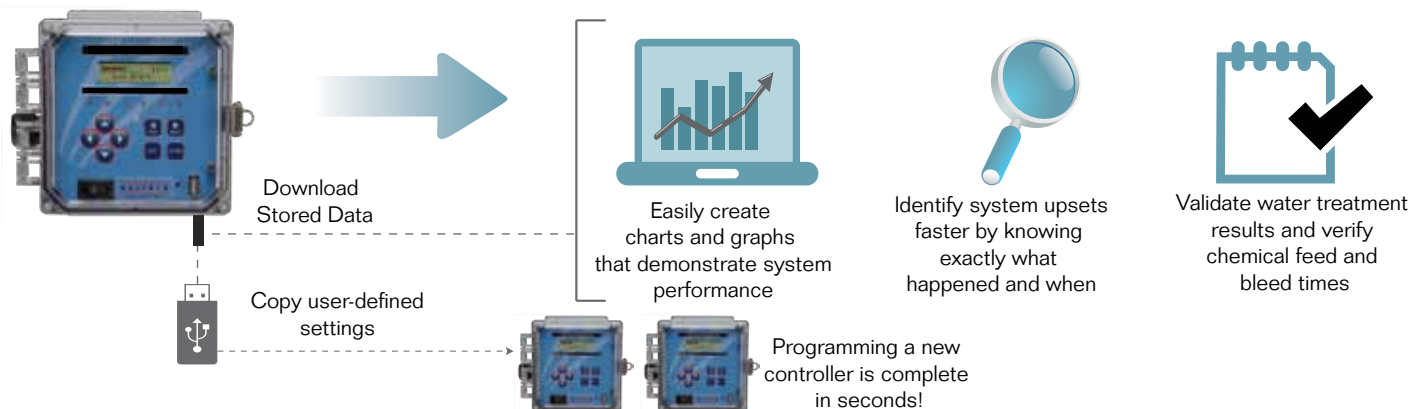 Download
Stored Data
Easily create
charts and graphs
that demonstrate system
performance
Identify system upsets
faster by knowing
exactly what
happened and when
Validate water treatment
results and verify
chemical feed and
bleed times
Copy user-defined
settings
Programming a new
controller is complete
in seconds!